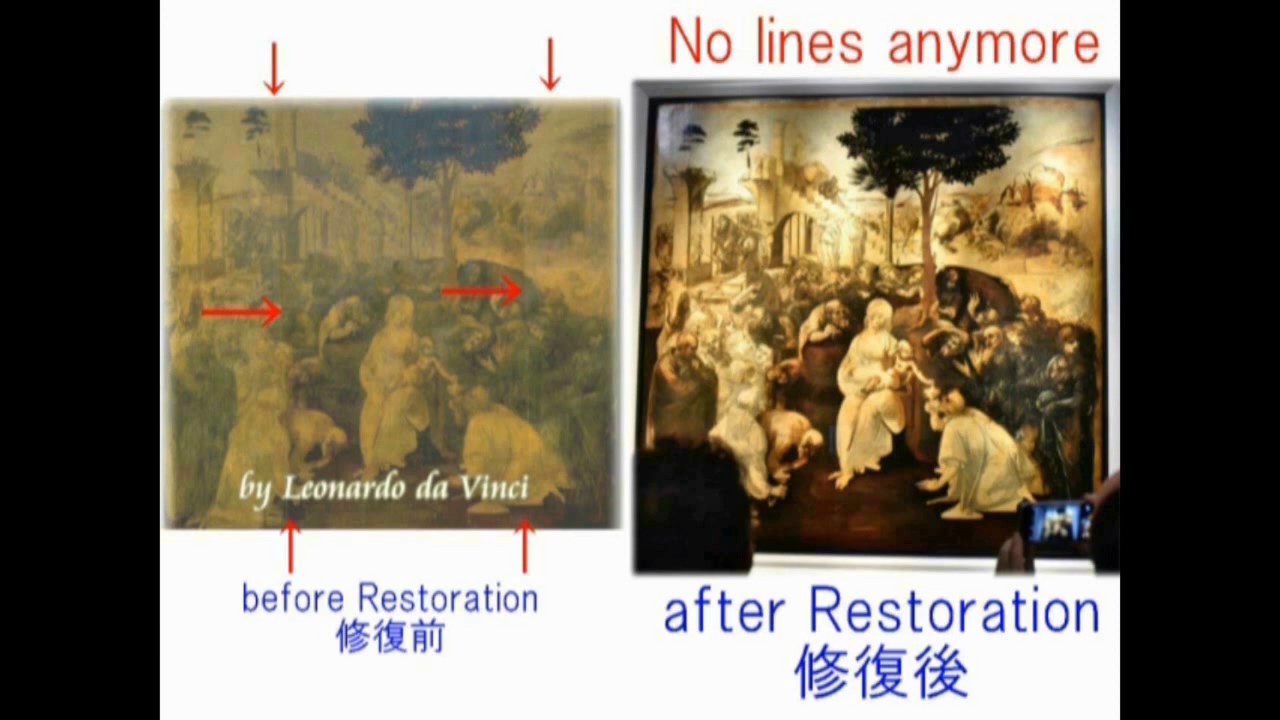 No lines anymore
by Leonardo da Vinci
before Restoration
修復前
after Restoration
修復後